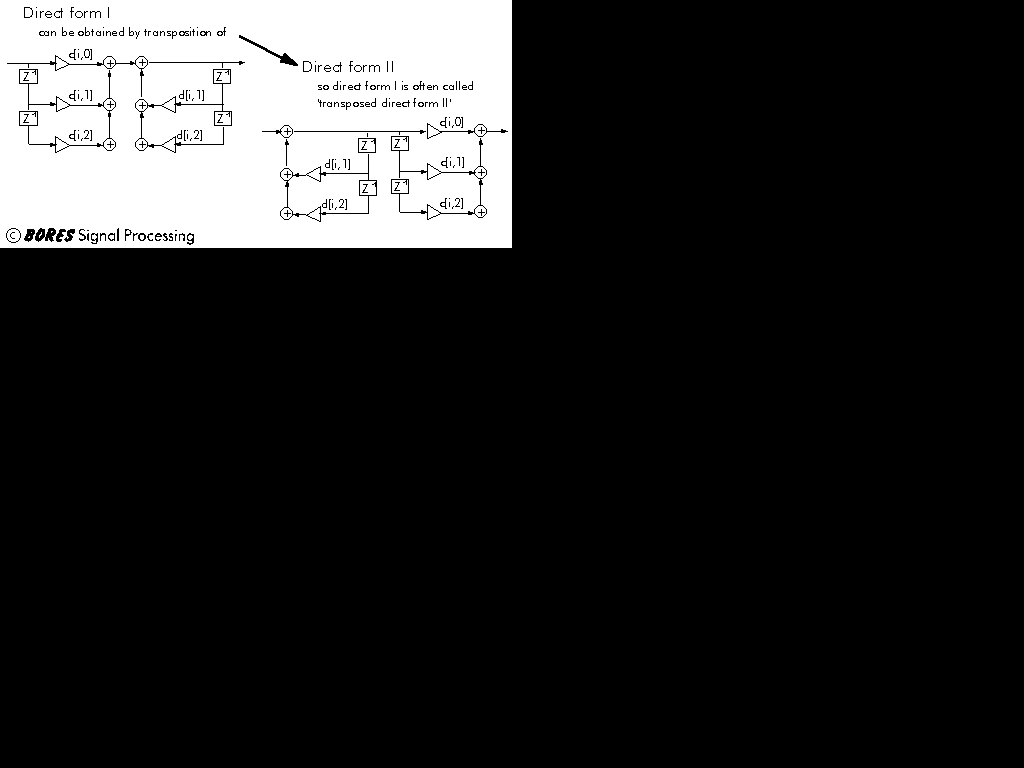 Direct form I
can be obtained by transposition of
c[i,0]
Z⁻¹
Z⁻¹
c[i,1]
d[i,1]
Z⁻¹
Z⁻¹
c[i,2]
d[i,2]
Direct form II
so direct form I is often called
'transposed direct form II'
c[i,0]
Z⁻¹
Z⁻¹
d[i,1]
c[i,1]
Z⁻¹
Z⁻¹
d[i,2]
c[i,2]
© BORES Signal Processing